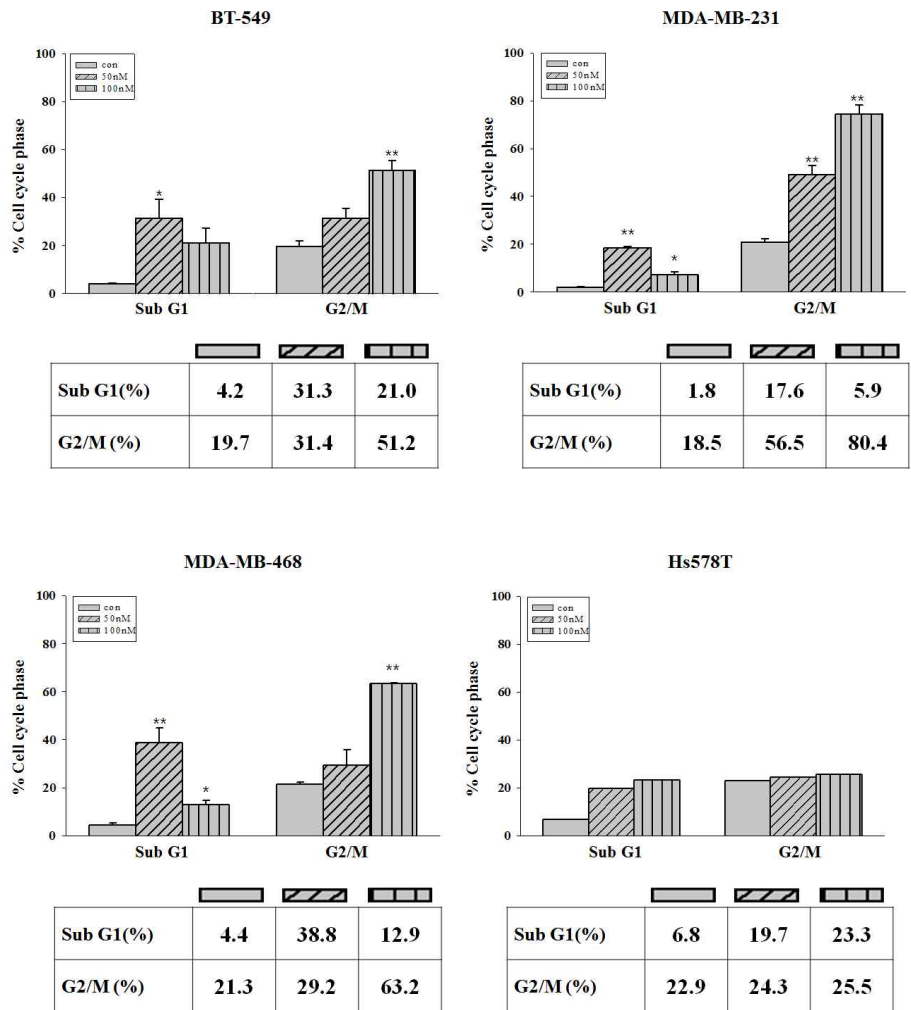 BT-549
100
80
60
40
20
0
% Cell cycle phase
con
50nM
100nM
*
**
Sub G1
G2/M
Sub G1(%) 4.2 31.3 21.0
G2/M (%) 19.7 31.4 51.2
MDA-MB-231
100
80
60
40
20
0
% Cell cycle phase
con
50nM
100nM
**
*
**
**
Sub G1
G2/M
Sub G1(%) 1.8 17.6 5.9
G2/M (%) 18.5 56.5 80.4
MDA-MB-468
100
80
60
40
20
0
% Cell cycle phase
con
50nM
100nM
**
*
**
Sub G1
G2/M
Sub G1(%) 4.4 38.8 12.9
G2/M (%) 21.3 29.2 63.2
Hs578T
100
80
60
40
20
0
% Cell cycle phase
con
50nM
100nM
Sub G1
G2/M
Sub G1(%) 6.8 19.7 23.3
G2/M (%) 22.9 24.3 25.5